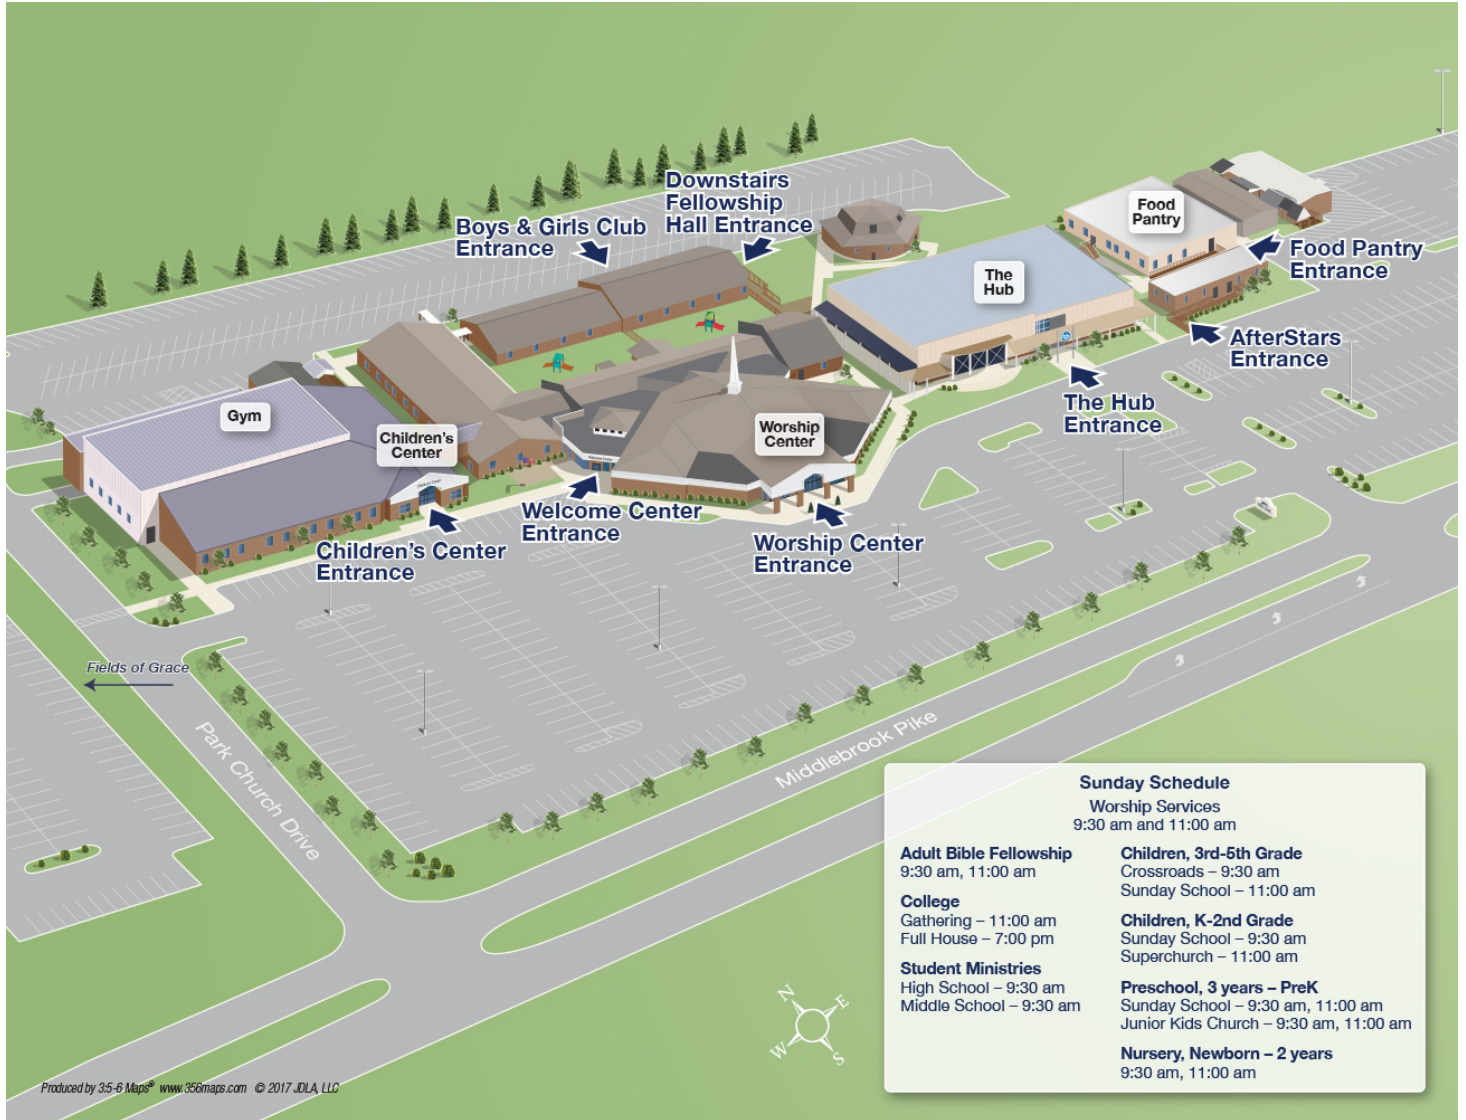 Downstairs
Fellowship
Hall Entrance
Boys & Girls Club
Entrance
Food
Pantry
Food Pantry
Entrance
The
Hub
AfterStars
Entrance
The Hub
Entrance
Gym
Children's
Center
Worship
Center
Welcome Center
Children's Center
Welcome Center
Entrance
Worship Center
Entrance
Children's Center
Entrance
Fields of Grace
Park Church Drive
Middlebrook Pike
N
E
W
S
Sunday Schedule
Worship Services
9:30 am and 11:00 am
Adult Bible Fellowship
9:30 am, 11:00 am
College
Gathering – 11:00 am
Full House – 7:00 pm
Student Ministries
High School – 9:30 am
Middle School – 9:30 am
Children, 3rd-5th Grade
Crossroads – 9:30 am
Sunday School – 11:00 am
Children, K-2nd Grade
Sunday School – 9:30 am
Superchurch – 11:00 am
Preschool, 3 years – PreK
Sunday School – 9:30 am, 11:00 am
Junior Kids Church – 9:30 am, 11:00 am
Nursery, Newborn – 2 years
9:30 am, 11:00 am
Produced by 3:5-6 Maps® www.356maps.com © 2017 JDLA, LLC